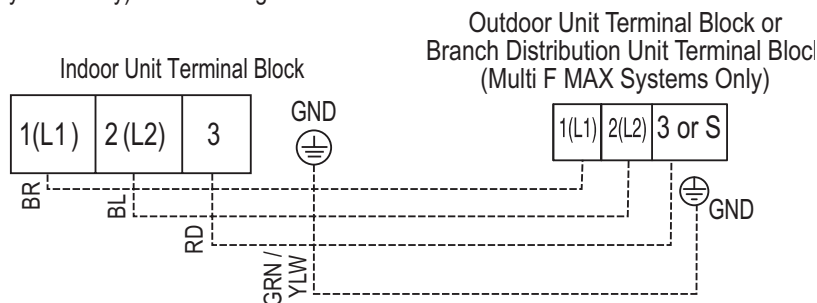 Outdoor Unit Terminal Block or
Branch Distribution Unit Terminal Block
(Multi F MAX Systems Only)
Indoor Unit Terminal Block
1(L1)
2(L2)
3
GND
1(L1)
2(L2)
3 or S
GND
BR
BL
RD
GRN /
YLW